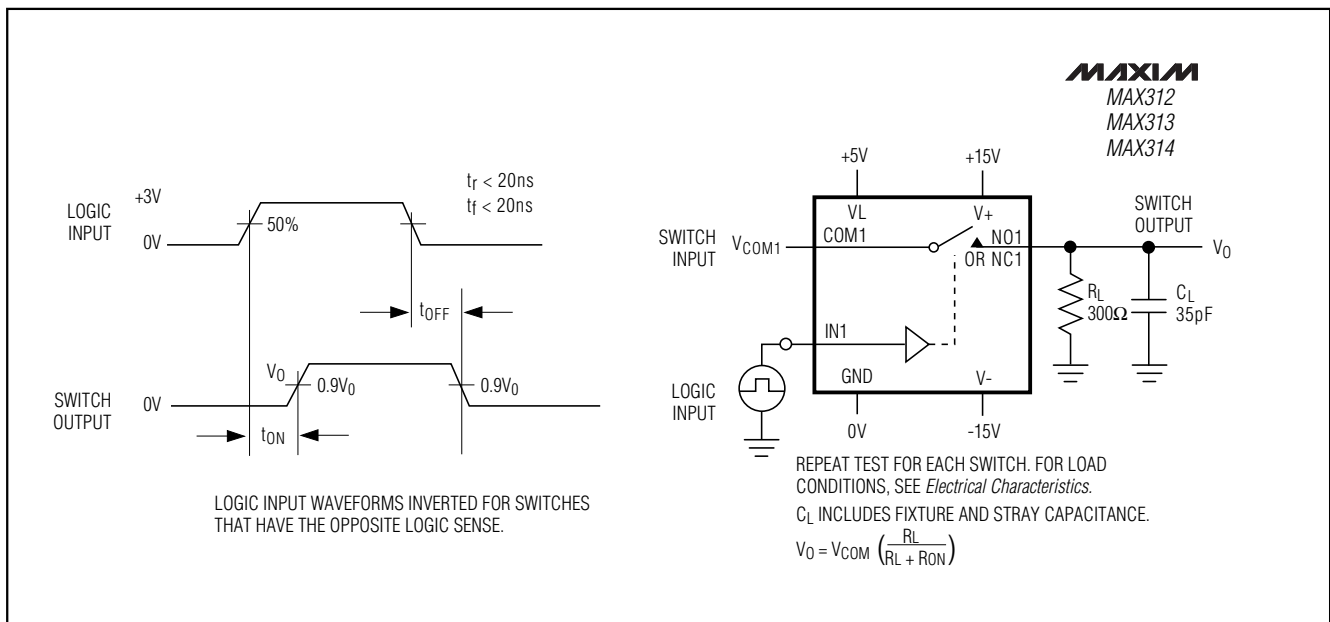 MAXIM
MAX312
MAX313
MAX314
LOGIC
INPUT
+3V
0V
50%
tr < 20ns
tf < 20ns
tOFF
SWITCH
OUTPUT
0V
VO
0.9V0
0.9V0
tON
LOGIC INPUT WAVEFORMS INVERTED FOR SWITCHES
THAT HAVE THE OPPOSITE LOGIC SENSE.
+5V
+15V
VL
V+
SWITCH
INPUT
VCOM1
COM1
NO1
OR NC1
SWITCH
OUTPUT
VO
RL
300Ω
CL
35pF
IN1
LOGIC
INPUT
GND
V-
0V
-15V
REPEAT TEST FOR EACH SWITCH. FOR LOAD
CONDITIONS, SEE Electrical Characteristics.
CL INCLUDES FIXTURE AND STRAY CAPACITANCE.
VO = VCOM (RL / RL + RON)